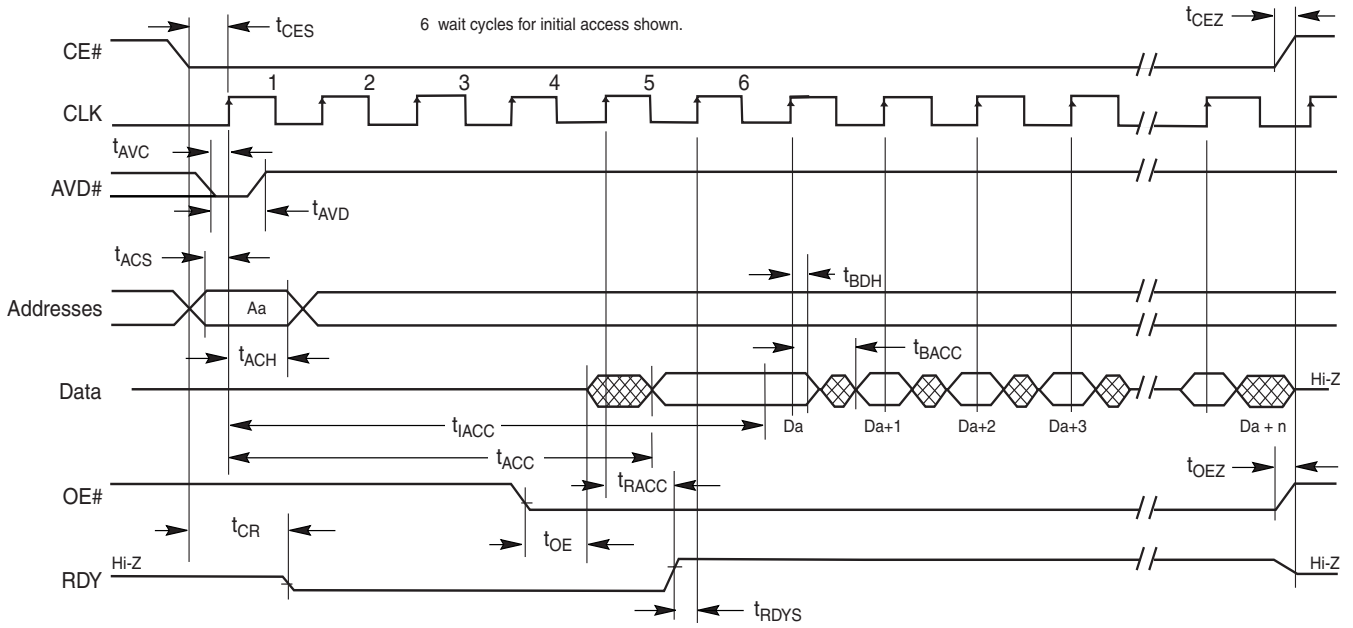 6 wait cycles for initial access shown.
tCES
tCEZ
CE#
1 2 3 4 5 6
CLK
tAVC
AVD#
tAVD
tACS
tBDH
Addresses
Aa
tACH
tBACC
Data
Hi-Z
tIACC
Da Da+1 Da+2 Da+3 Da + n
tACC
tOEZ
tRACC
OE#
tCR
tOE
Hi-Z
Hi-Z
RDY
tRDYS